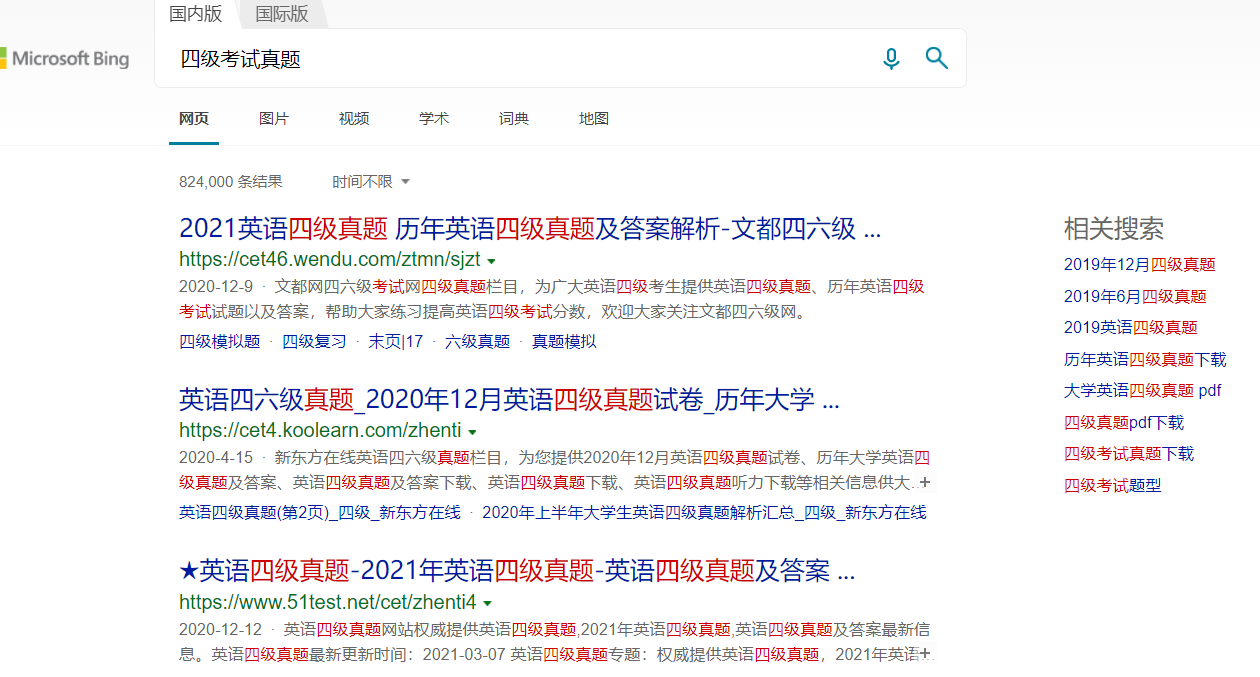 国内版 国际版
Microsoft Bing
四级考试真题
网页 图片 视频 学术 词典 地图
824,000 条结果 时间不限
2021英语四级真题 历年英语四级真题及答案解析-文都四六级 ...
https://cet46.wendu.com/ztmn/sjzt
2020-12-9 · 文都网四六级考试网四级真题栏目，为广大英语四级考生提供英语四级真题、历年英语四级
考试试题以及答案，帮助大家练习提高英语四级考试分数，欢迎大家关注文都四六级网。
四级模拟题 · 四级复习 · 末页|17 · 六级真题 · 真题模拟
英语四六级真题_2020年12月英语四级真题试卷_历年大学 ...
https://cet4.koolearn.com/zhenti
2020-4-15 · 新东方在线英语四六级真题栏目，为您提供2020年12月英语四级真题试卷、历年大学英语四
级真题及答案、英语四级真题及答案下载、英语四级真题下载、英语四级真题听力下载等相关信息供大..+
英语四级真题(第2页)_四级_新东方在线 · 2020年上半年大学生英语四级真题解析汇总_四级_新东方在线
★英语四级真题-2021年英语四级真题-英语四级真题及答案 ...
https://www.51test.net/cet/zhenti4
2020-12-12 · 英语四级真题网站权威提供英语四级真题,2021年英语四级真题,英语四级真题及答案最新信
息。英语四级真题最新更新时间：2021-03-07 英语四级真题专题：权威提供英语四级真题，2021年英语+
相关搜索
2019年12月四级真题
2019年6月四级真题
2019英语四级真题
历年英语四级真题下载
大学英语四级真题 pdf
四级真题pdf下载
四级考试真题下载
四级考试题型